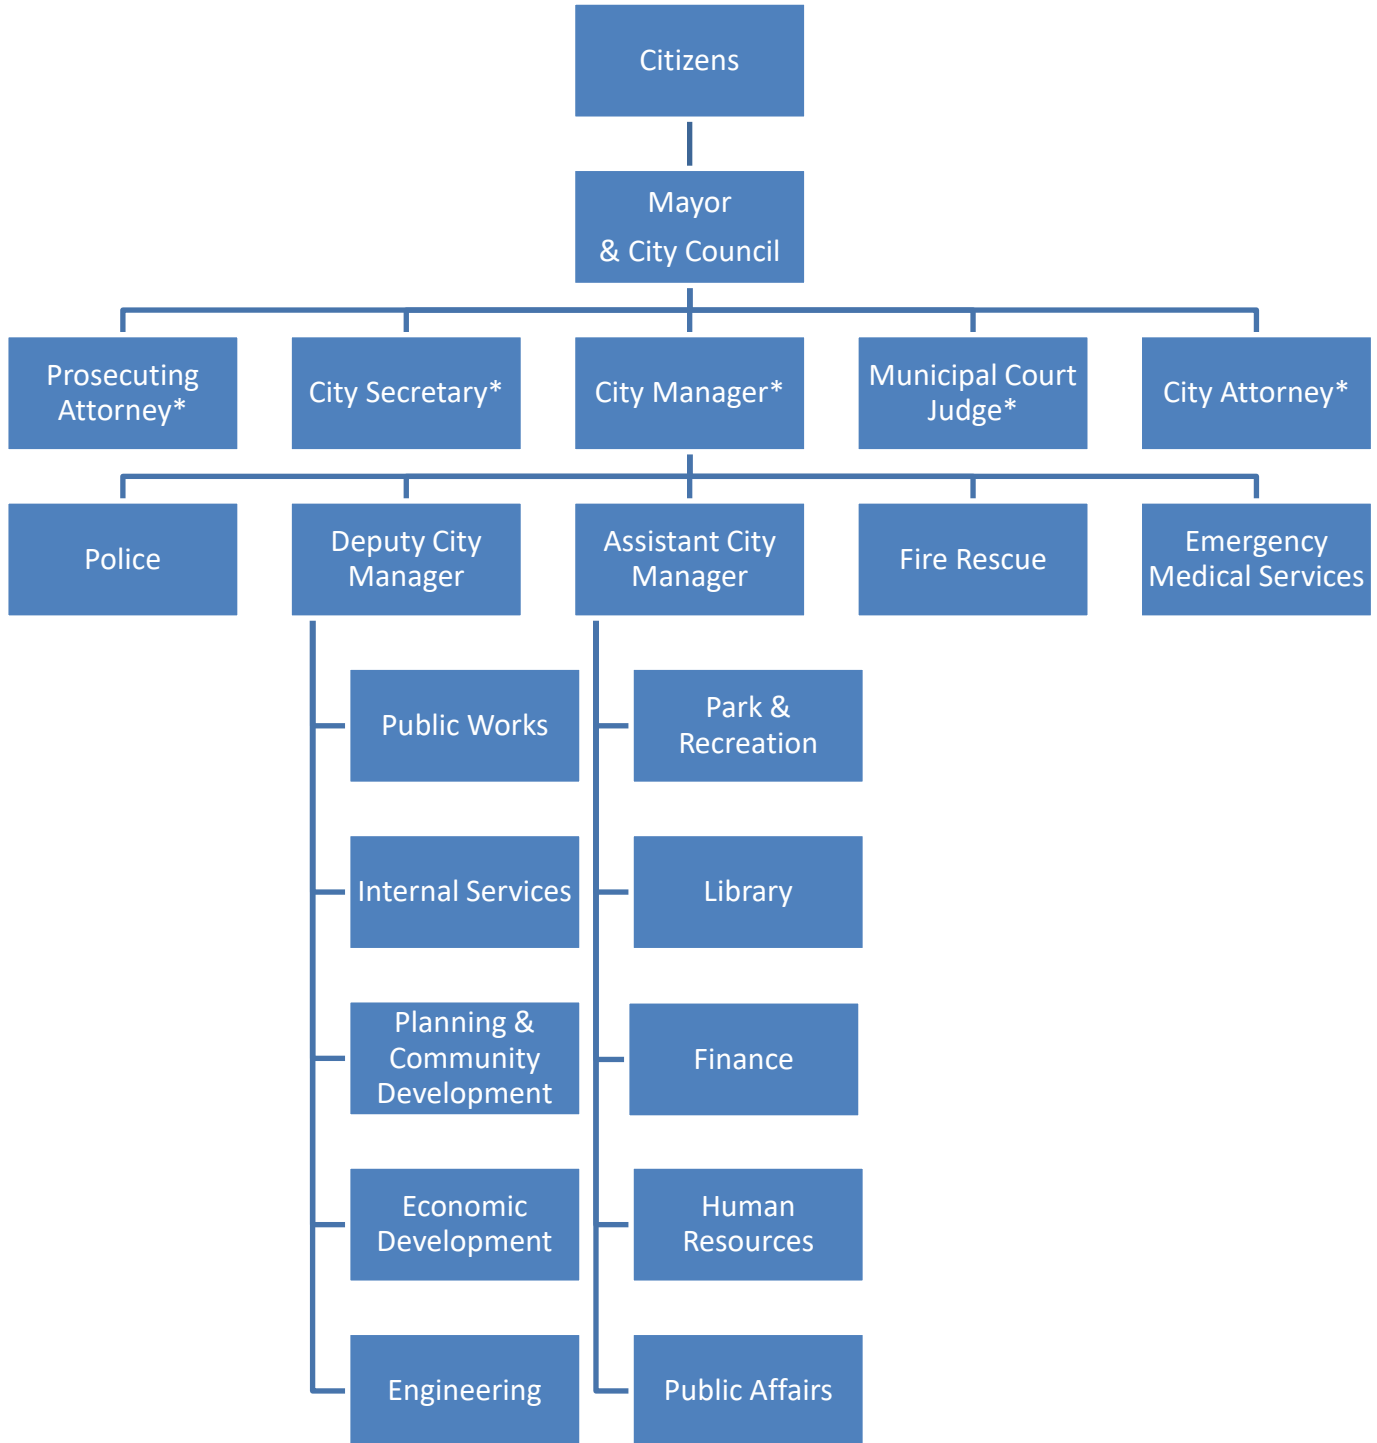 Citizens
Mayor
& City Council
Prosecuting
Attorney*
City Secretary*
City Manager*
Municipal Court
Judge*
City Attorney*
Police
Deputy City
Manager
Assistant City
Manager
Fire Rescue
Emergency
Medical Services
Public Works
Park &
Recreation
Internal Services
Library
Planning &
Community
Development
Finance
Economic
Development
Human
Resources
Engineering
Public Affairs